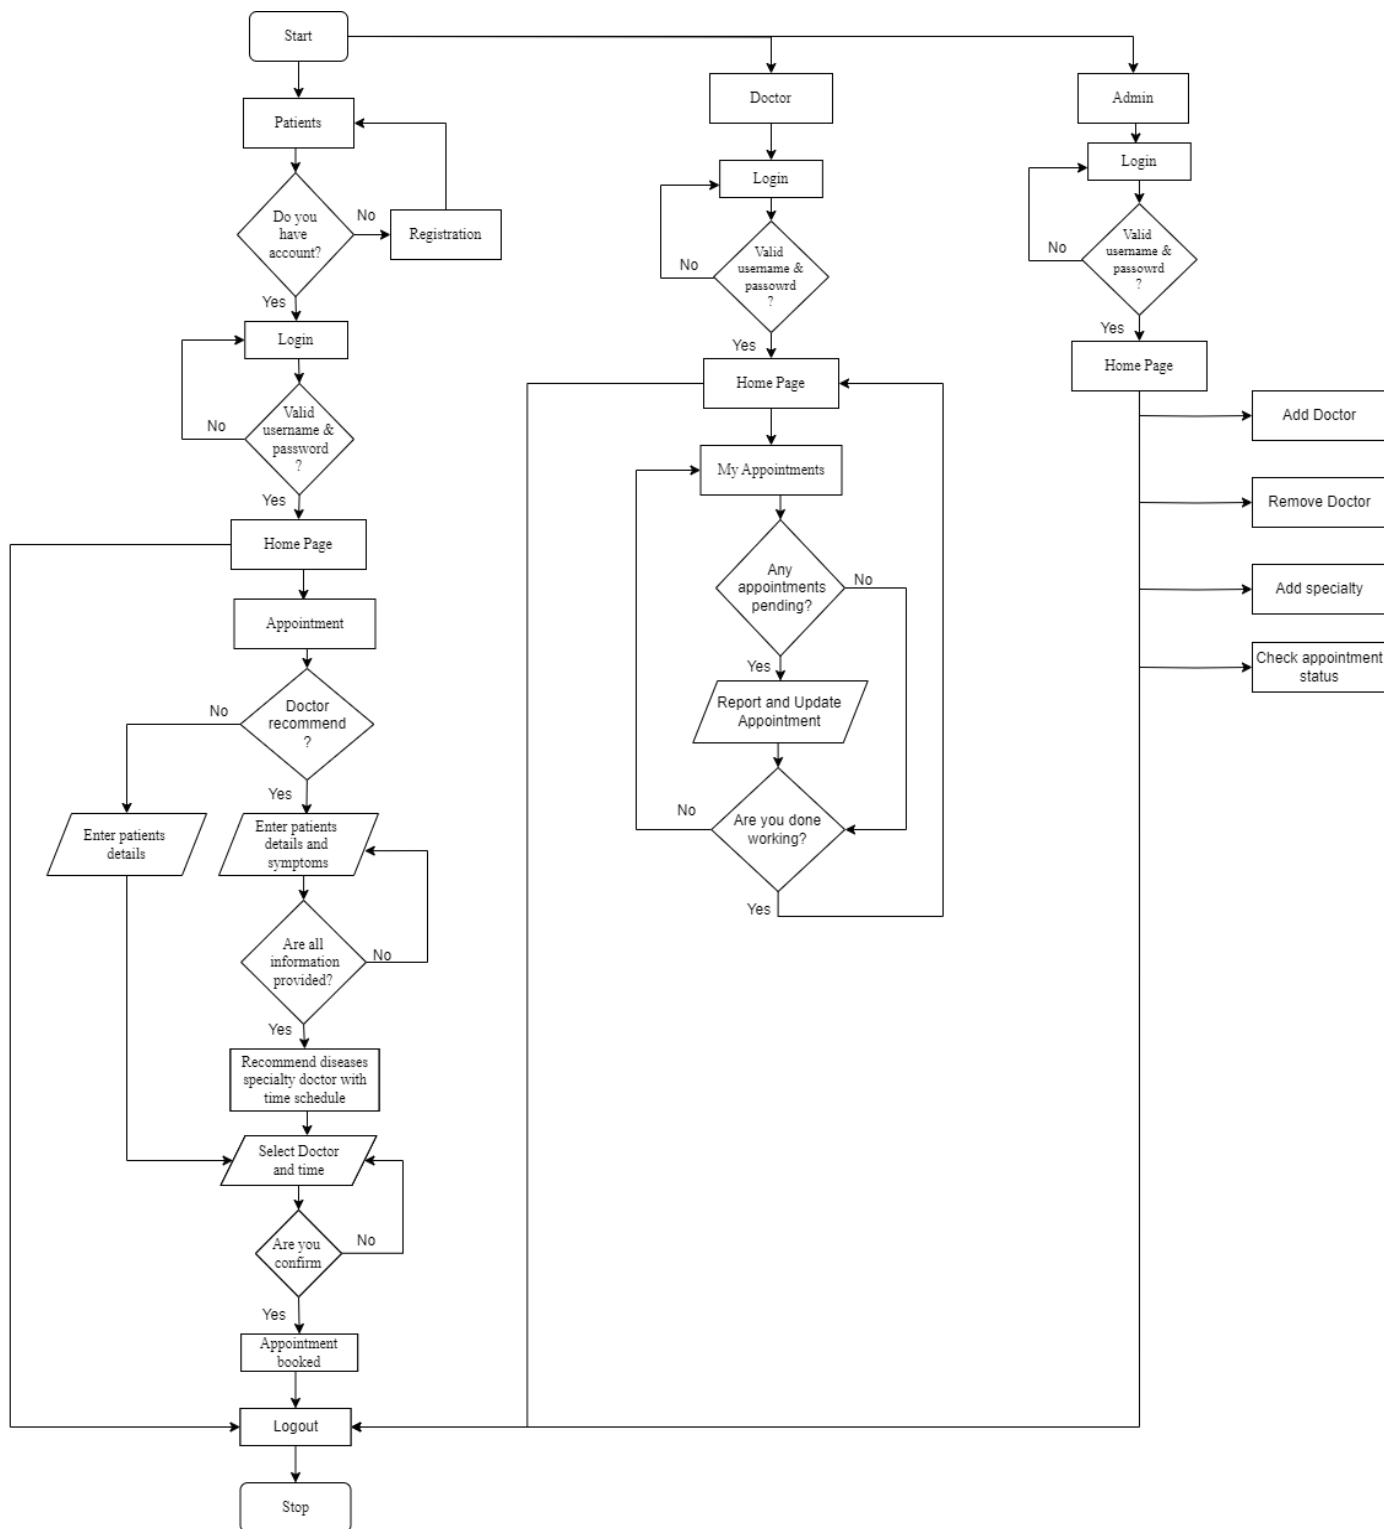 Start
Patients
Do you
have
account?
No
Registration
Yes
Login
Valid
username &
password
?
No
Yes
Home Page
Appointment
Doctor
recommend
?
No
Yes
Enter patients
details
Enter patients
details and
symptoms
Are all
information
provided?
No
Yes
Recommend diseases
specialty doctor with
time schedule
Select Doctor
and time
Are you
confirm
No
Yes
Appointment
booked
Logout
Stop
Doctor
Login
Valid
username &
passowrd
?
No
Yes
Home Page
My Appointments
Any
appointments
pending?
No
Yes
Report and Update
Appointment
Are you done
working?
No
Yes
Admin
Login
Valid
username &
passowrd
?
No
Yes
Home Page
Add Doctor
Remove Doctor
Add specialty
Check appointment
status